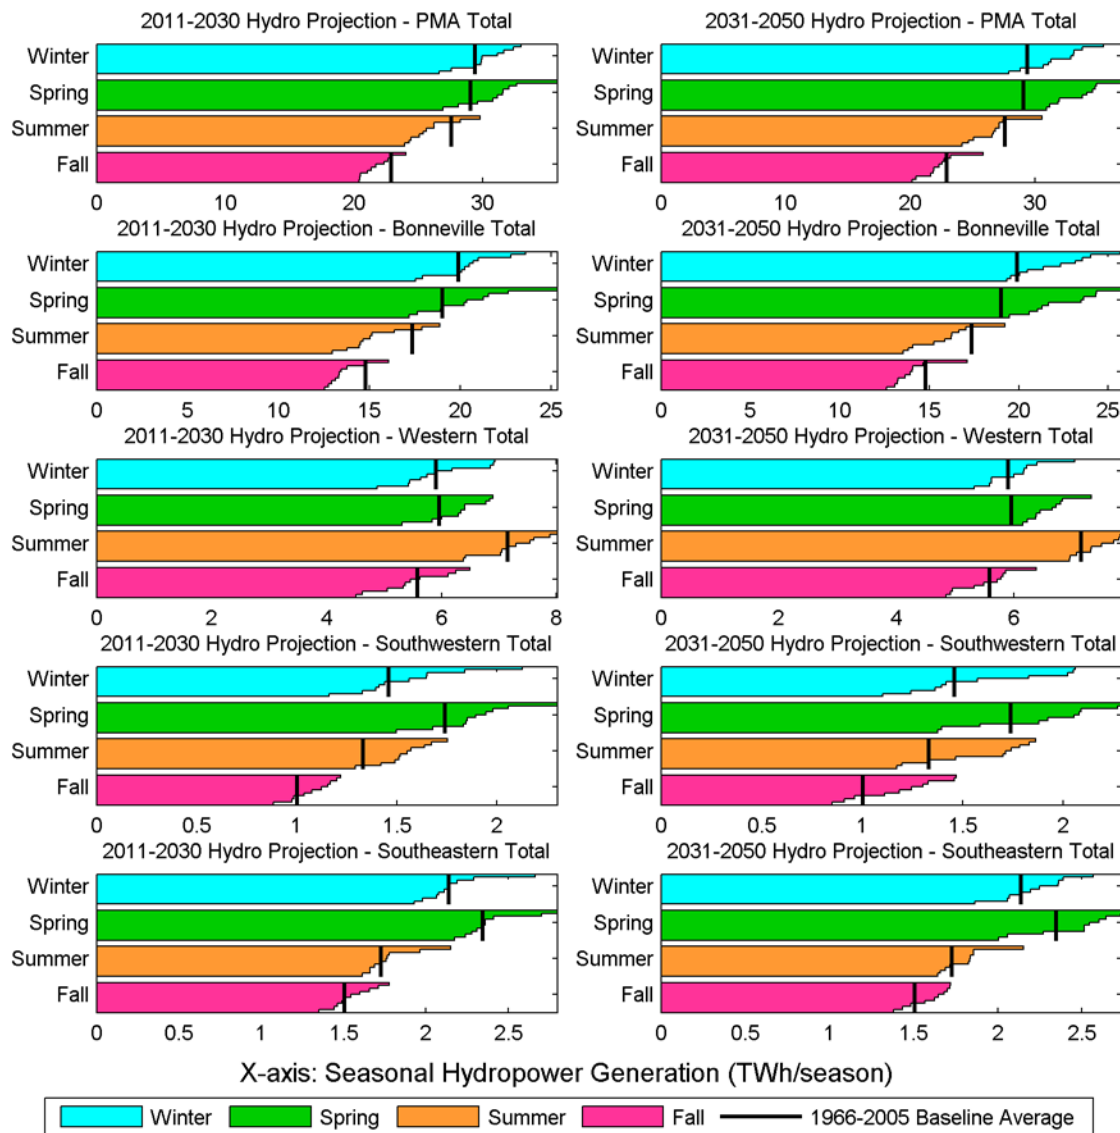 2011-2030 Hydro Projection - PMA Total
Winter
Spring
Summer
Fall
0 10 20 30
2031-2050 Hydro Projection - PMA Total
Winter
Spring
Summer
Fall
0 10 20 30
2011-2030 Hydro Projection - Bonneville Total
Winter
Spring
Summer
Fall
0 5 10 15 20 25
2031-2050 Hydro Projection - Bonneville Total
Winter
Spring
Summer
Fall
0 5 10 15 20 25
2011-2030 Hydro Projection - Western Total
Winter
Spring
Summer
Fall
0 2 4 6 8
2031-2050 Hydro Projection - Western Total
Winter
Spring
Summer
Fall
0 2 4 6
2011-2030 Hydro Projection - Southwestern Total
Winter
Spring
Summer
Fall
0 0.5 1 1.5 2
2031-2050 Hydro Projection - Southwestern Total
Winter
Spring
Summer
Fall
0 0.5 1 1.5 2
2011-2030 Hydro Projection - Southeastern Total
Winter
Spring
Summer
Fall
0 0.5 1 1.5 2 2.5
2031-2050 Hydro Projection - Southeastern Total
Winter
Spring
Summer
Fall
0 0.5 1 1.5 2 2.5
X-axis: Seasonal Hydropower Generation (TWh/season)
Winter Spring Summer Fall 1966-2005 Baseline Average